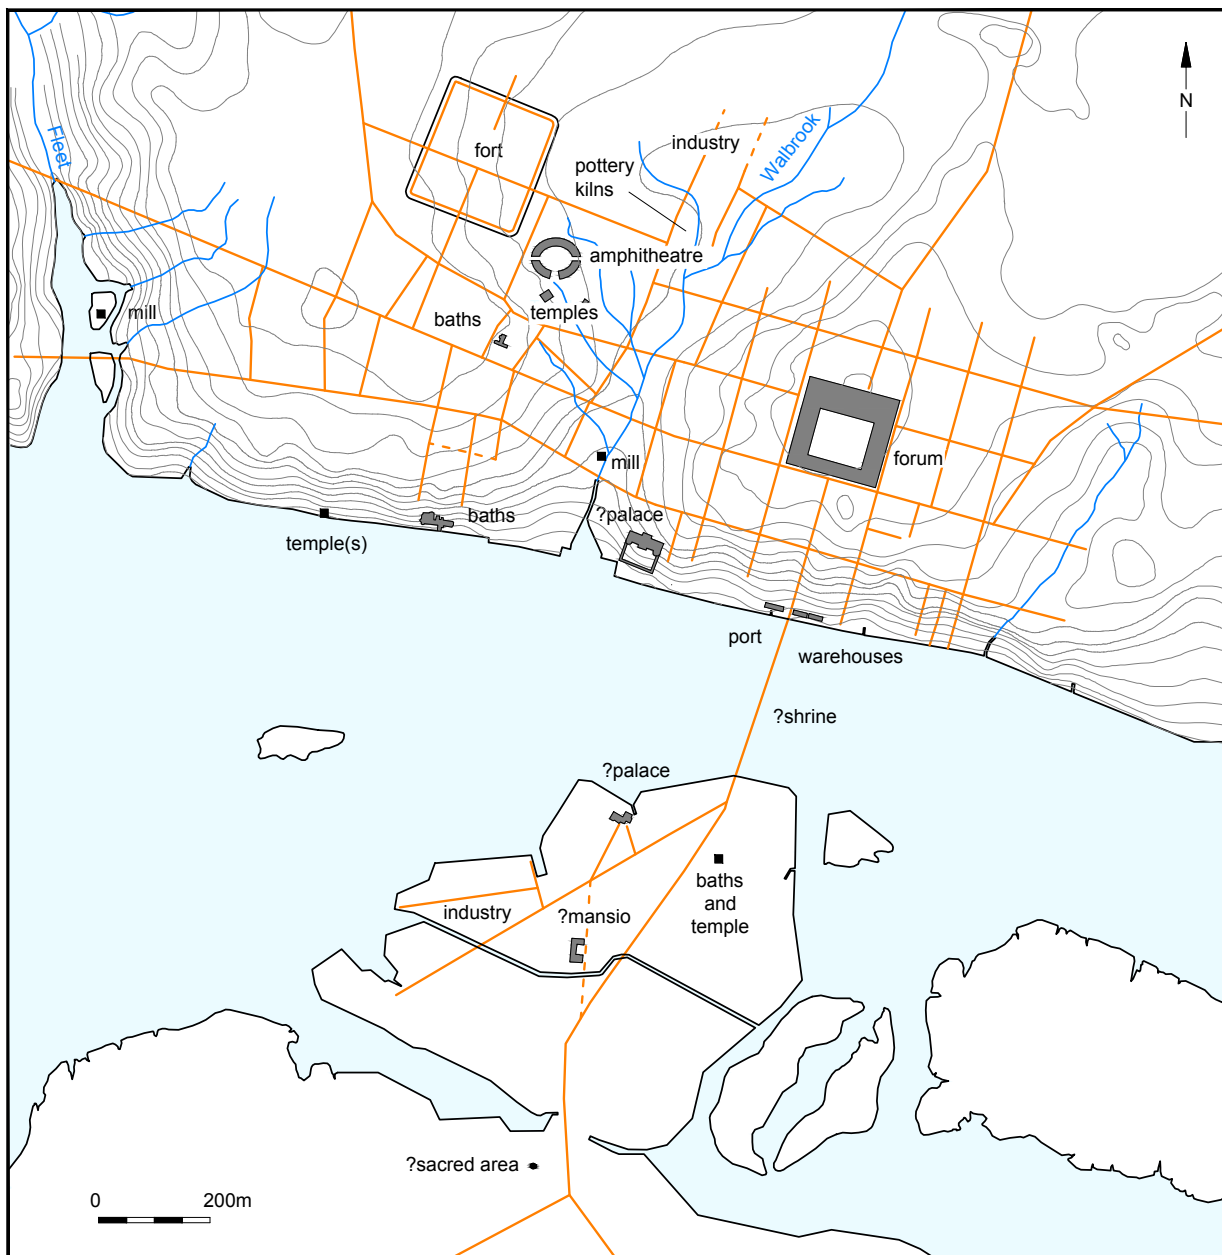 N
Fleet
fort
industry
Walbrook
pottery
kilns
amphitheatre
temples
mill
baths
forum
mill
?palace
baths
temple(s)
port
warehouses
?shrine
?palace
baths
and
temple
industry
?mansio
?sacred area
0 200m